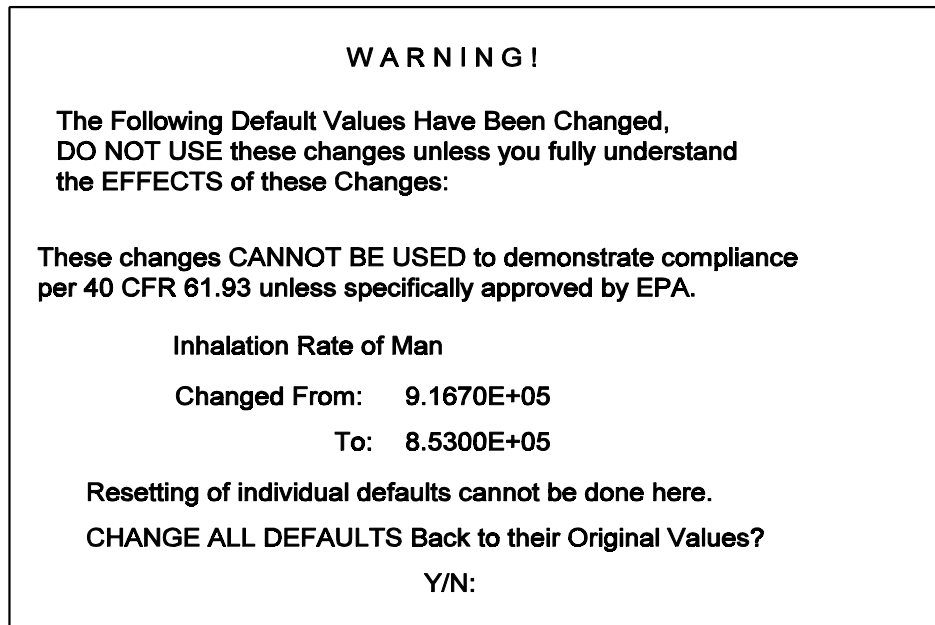 W A R N I N G !
The Following Default Values Have Been Changed,
DO NOT USE these changes unless you fully understand
the EFFECTS of these Changes:
These changes CANNOT BE USED to demonstrate compliance
per 40 CFR 61.93 unless specifically approved by EPA.
Inhalation Rate of Man
Changed From: 9.1670E+05
To: 8.5300E+05
Resetting of individual defaults cannot be done here.
CHANGE ALL DEFAULTS Back to their Original Values?
Y/N: